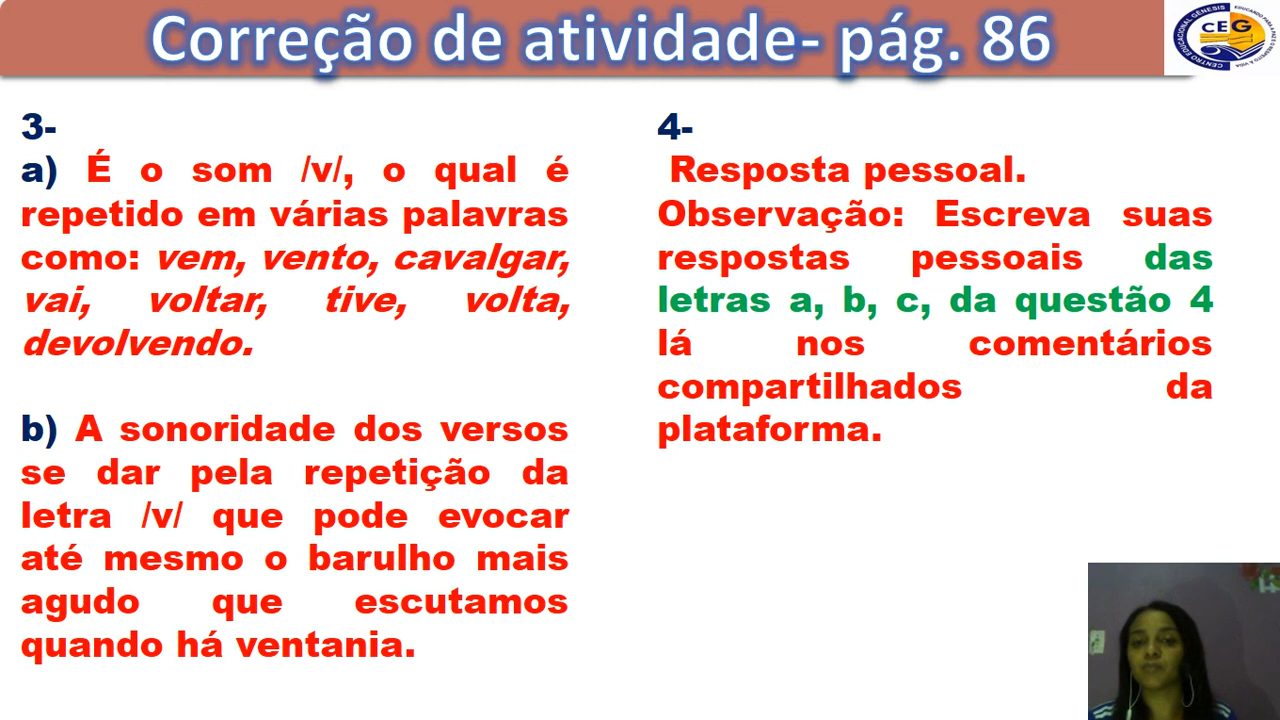 Correção de atividade- pág. 86
CENTRO EDUCACIONAL GÊNESIS
CEG
3-
a) É o som /v/, o qual é
repetido em várias palavras
como: vem, vento, cavalgar,
vai, voltar, tive, volta,
devolvendo.
b) A sonoridade dos versos
se dar pela repetição da
letra /v/ que pode evocar
até mesmo o barulho mais
agudo que escutamos
quando há ventania.
4-
Resposta pessoal.
Observação: Escreva suas
respostas pessoais das
letras a, b, c, da questão 4
lá nos comentários
compartilhados da
plataforma.